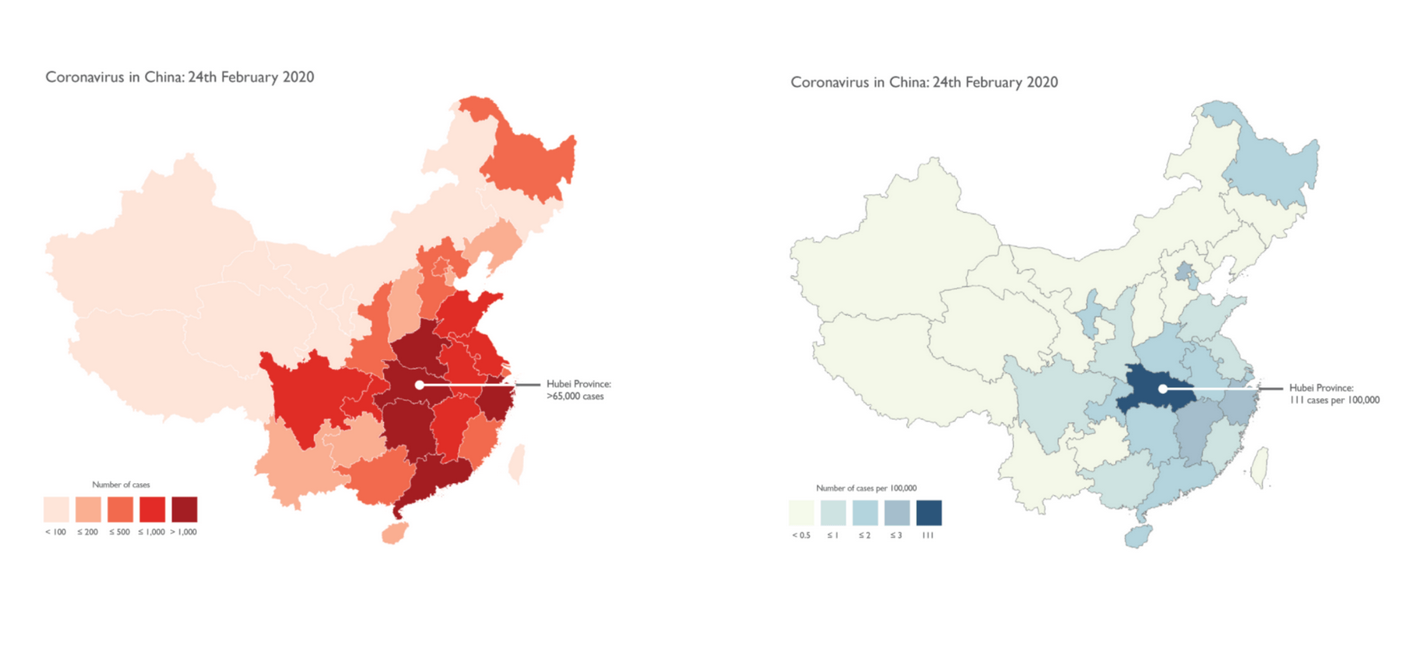 Coronavirus in China: 24th February 2020
Hubei Province:
>65,000 cases
Number of cases
< 100 ≤ 200 ≤ 500 ≤ 1,000 > 1,000
Coronavirus in China: 24th February 2020
Hubei Province:
111 cases per 100,000
Number of cases per 100,000
< 0.5 ≤ 1 ≤ 2 ≤ 3 111